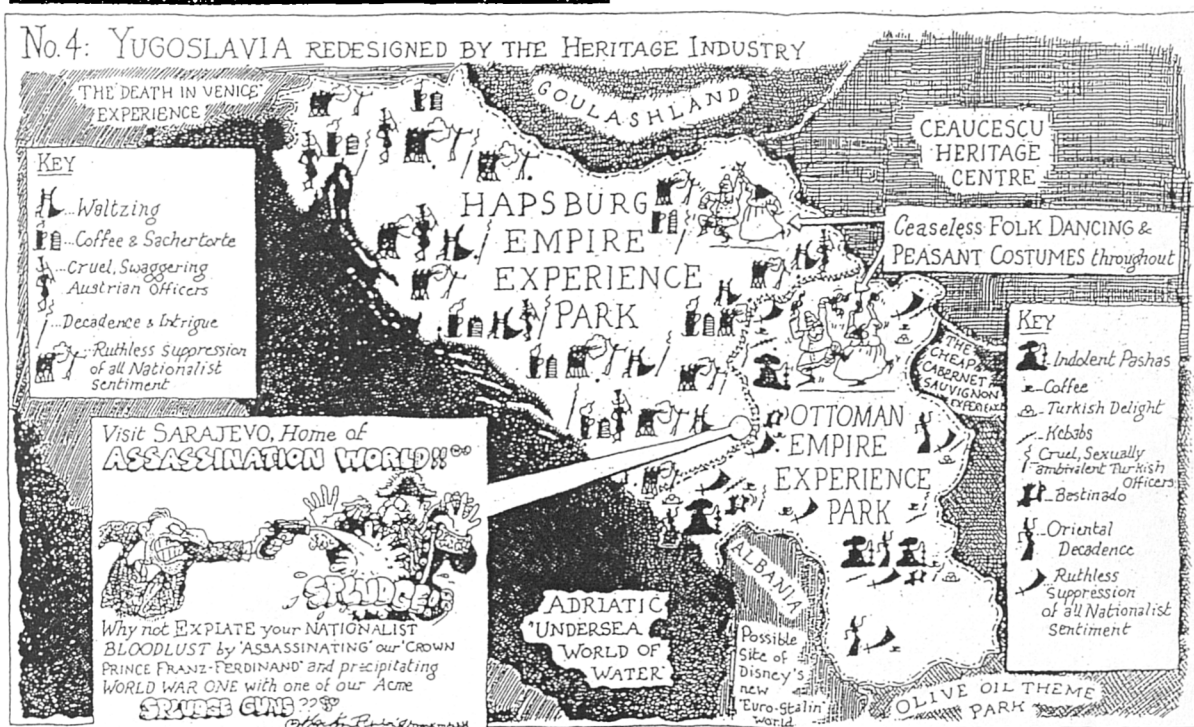 No. 4: YUGOSLAVIA REDESIGNED BY THE HERITAGE INDUSTRY
THE 'DEATH IN VENICE'
EXPERIENCE
GOULASHLAND
CEAUCESCU
HERITAGE
CENTRE
KEY
...Waltzing
...Coffee & Sachertorte
...Cruel, Swaggering
Austrian Officers
...Decadence & Intrigue
...Ruthless Suppression
of all Nationalist
Sentiment
HAPSBURG
EMPIRE
EXPERIENCE
PARK
Ceaseless FOLK DANCING &
PEASANT COSTUMES throughout
THE
CHEAP
CABERNET
SAUVIGNON
EXPERIENCE
KEY
Indolent Pashas
Coffee
Turkish Delight
Kebabs
Cruel, Sexually
ambivalent Turkish
Officers
Bastinado
Oriental
Decadence
Ruthless
Suppression
of all Nationalist
Sentiment
OTTOMAN
EMPIRE
EXPERIENCE
PARK
Visit SARAJEVO, Home of
ASSASSINATION WORLD!!
SPLUDGE!!
Why not EXPLATE your NATIONALIST
BLOODLUST by 'ASSASSINATING' our 'CROWN
PRINCE FRANZ-FERDINAND' and precipitating
WORLD WAR ONE with one of our Acme
SPLUDGE GUNS??
ADRIATIC
'UNDERSEA
WORLD OF
WATER'
ALBANIA
Possible
Site of
Disney's
new
'Euro-Stalin'
World
OLIVE OIL THEME
PARK